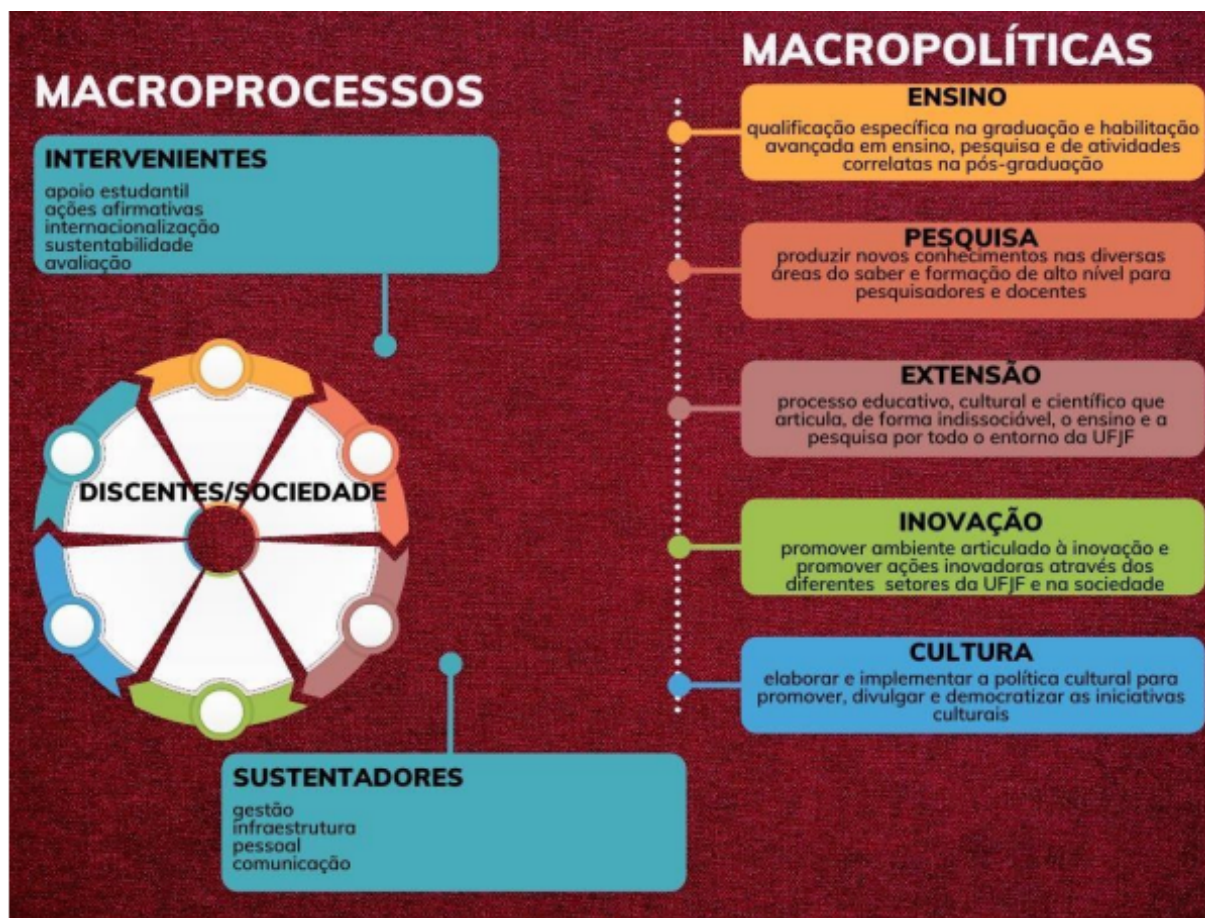 MACROPROCESSOS
INTERVENIENTES
apoio estudantil
ações afirmativas
internacionalização
sustentabilidade
avaliação
DISCENTES/SOCIEDADE
SUSTENTADORES
gestão
infraestrutura
pessoal
comunicação
MACROPOLÍTICAS
ENSINO
qualificação específica na graduação e habilitação
avançada em ensino, pesquisa e de atividades
correlatas na pós-graduação
PESQUISA
produzir novos conhecimentos nas diversas
áreas do saber e formação de alto nível para
pesquisadores e docentes
EXTENSÃO
processo educativo, cultural e científico que
articula, de forma indissociável, o ensino e a
pesquisa por todo o entorno da UFJF
INOVAÇÃO
promover ambiente articulado à inovação e
promover ações inovadoras através dos
diferentes setores da UFJF e na sociedade
CULTURA
elaborar e implementar a política cultural para
promover, divulgar e democratizar as iniciativas
culturais